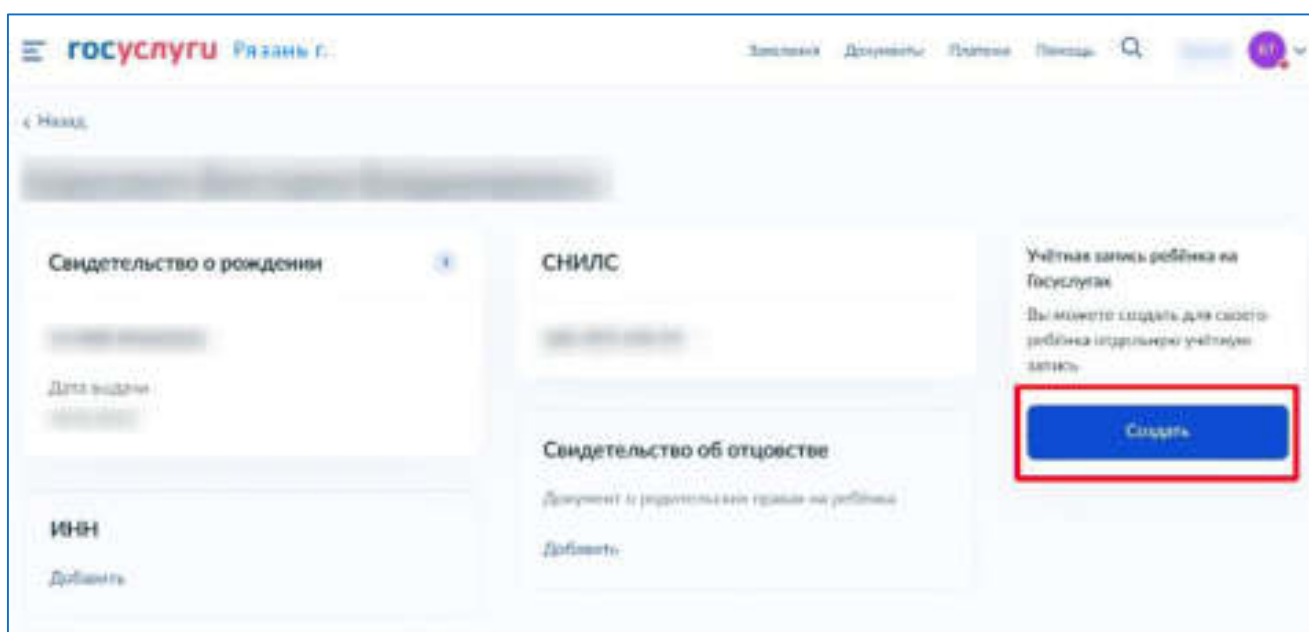 госуслуги Рязань г.
Заявления Документы Платежи Помощь
Назад
Свидетельство о рождении
Дата выдачи
ИНН
Добавить
СНИЛС
Свидетельство об отцовстве
Документ о родительских правах на ребёнка
Добавить
Учётная запись ребёнка на
Госуслугах
Вы можете создать для своего
ребёнка отдельную учётную
запись
Создать